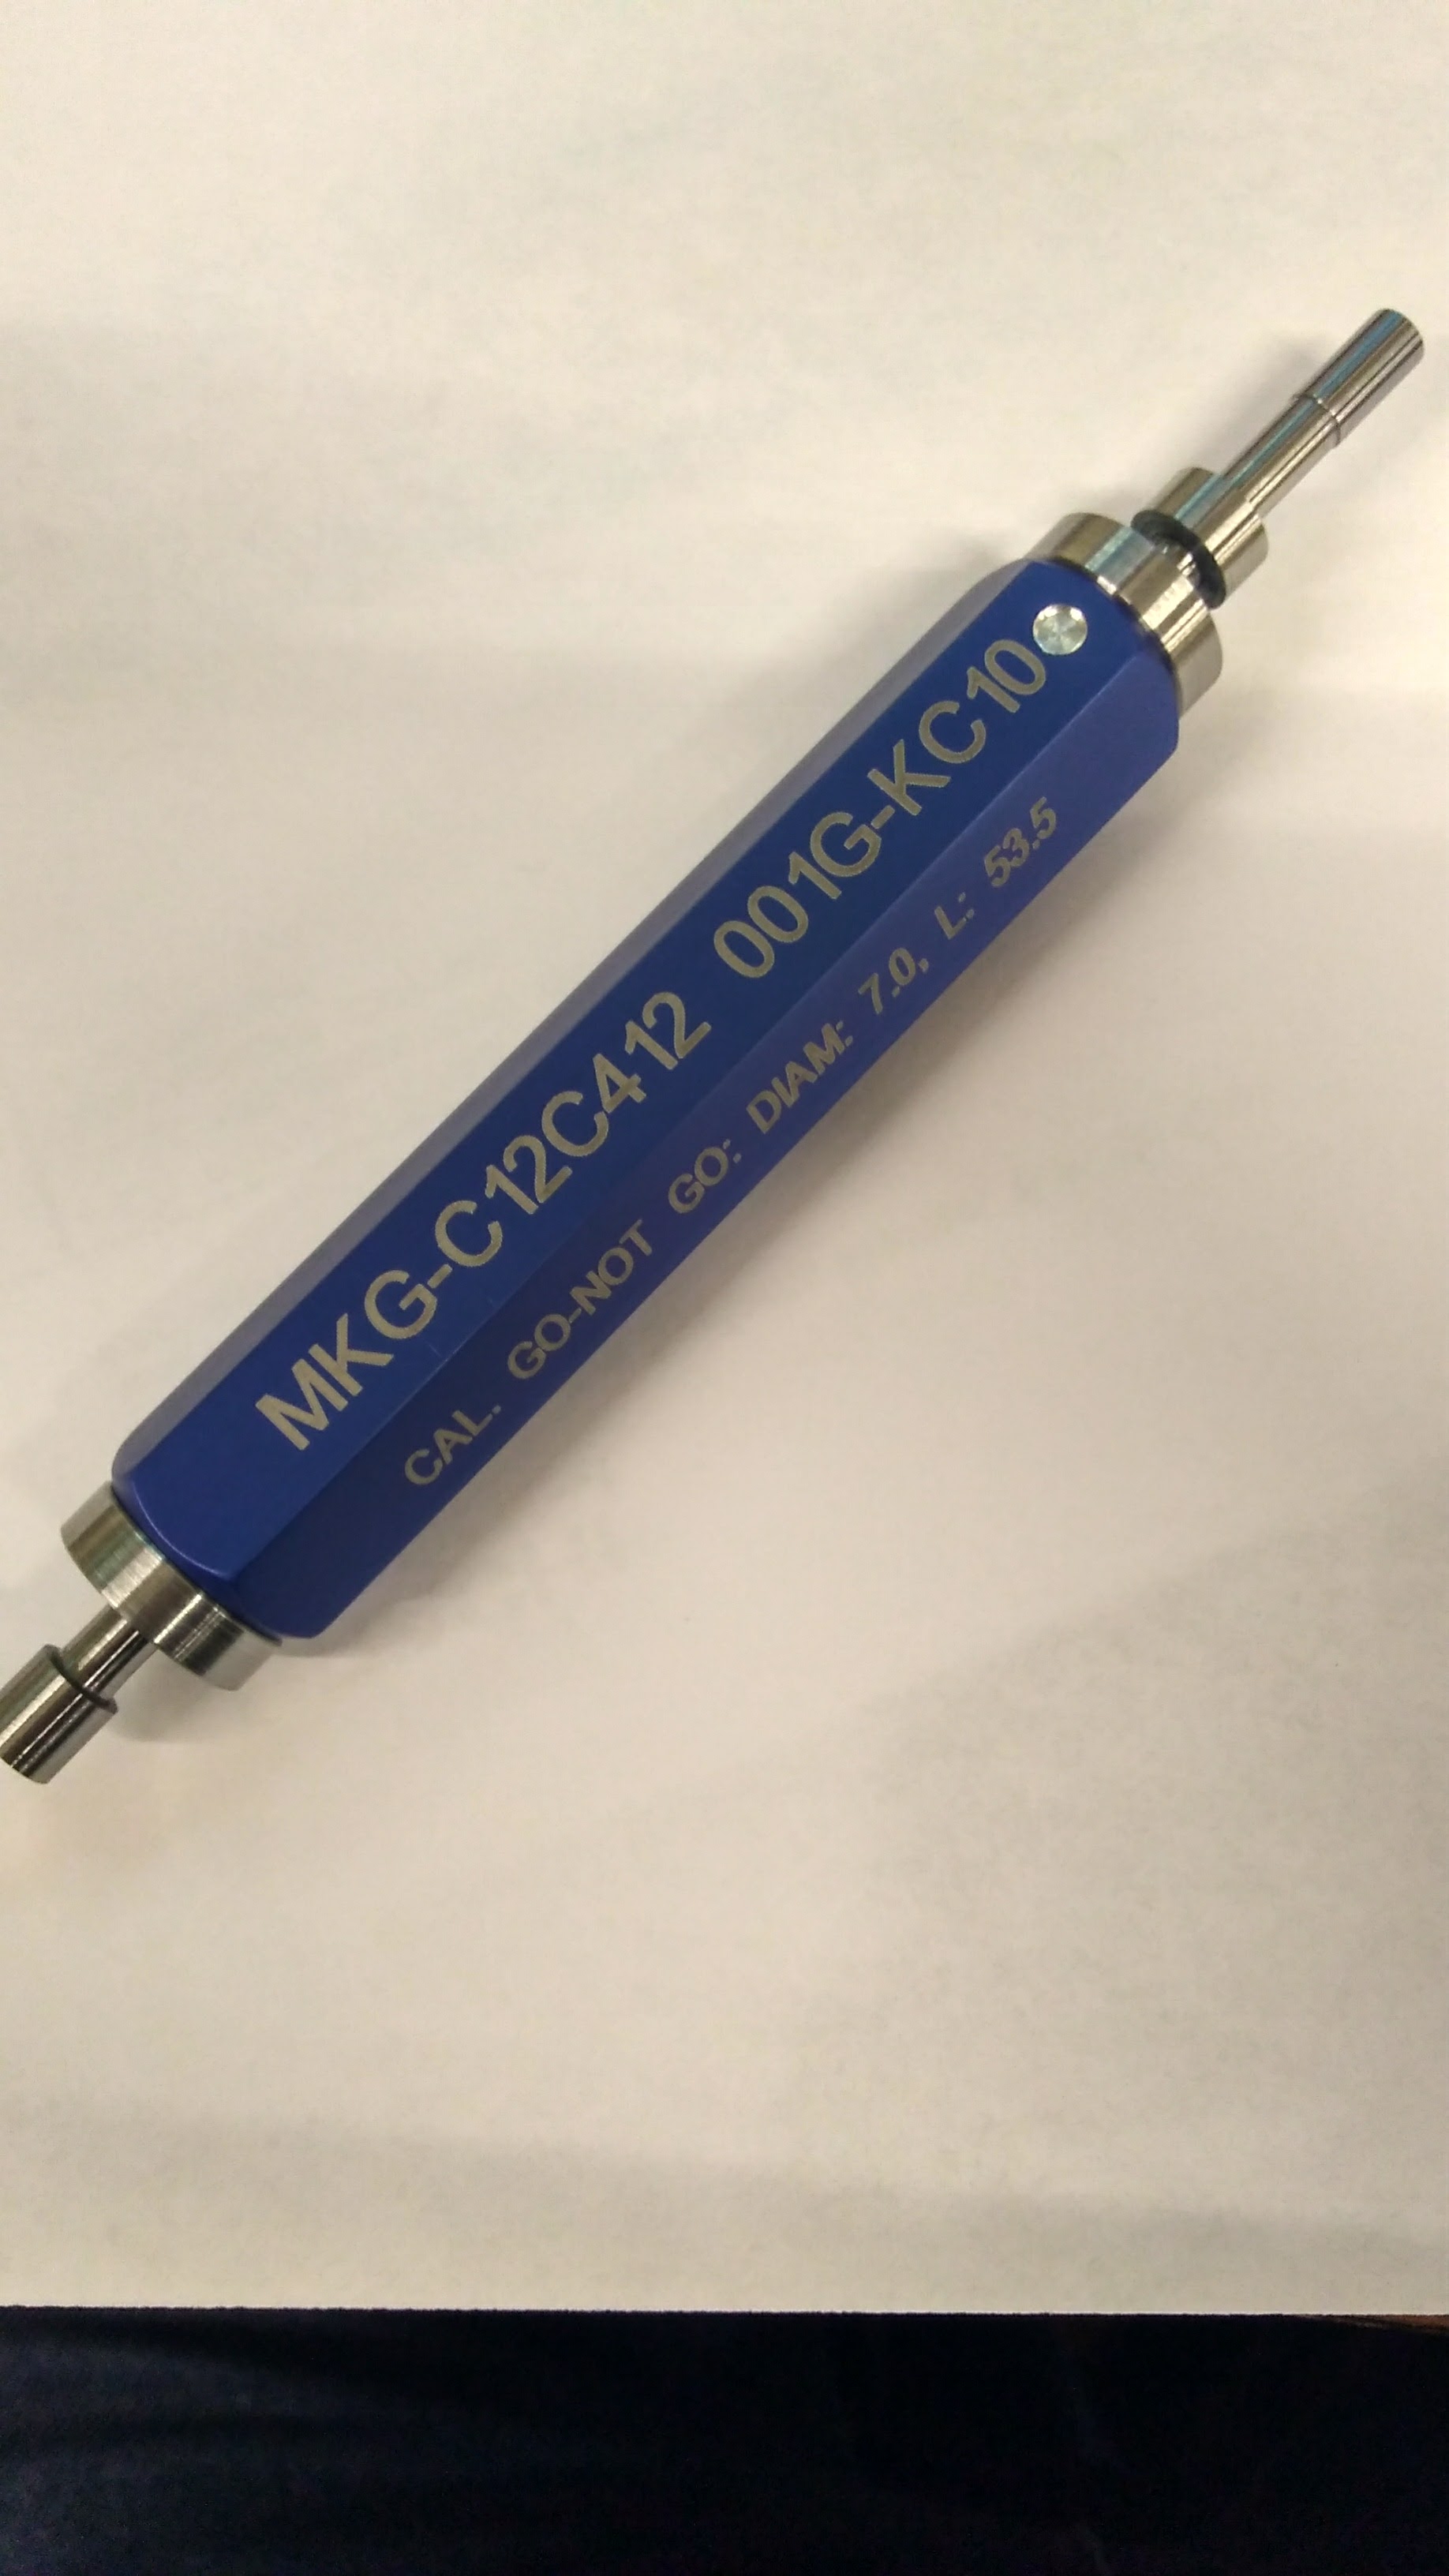 MKG-C12C412 001G-KC10
CAL. GO-NOT GO: DIAM: 7.0, L: 53.5